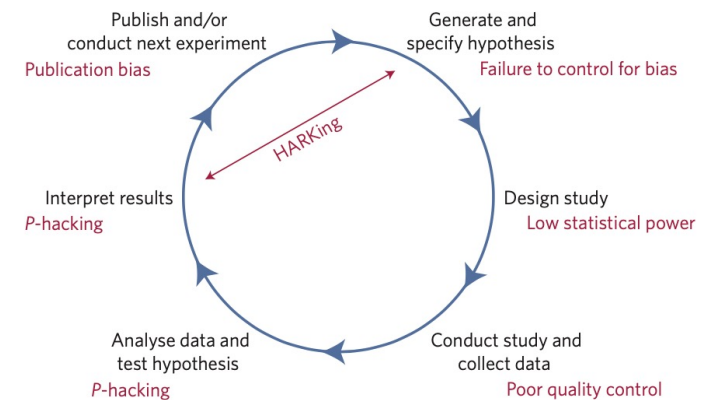 Publish and/or
conduct next experiment
Publication bias
Generate and
specify hypothesis
Failure to control for bias
HARKing
Interpret results
P-hacking
Design study
Low statistical power
Analyse data and
test hypothesis
P-hacking
Conduct study and
collect data
Poor quality control